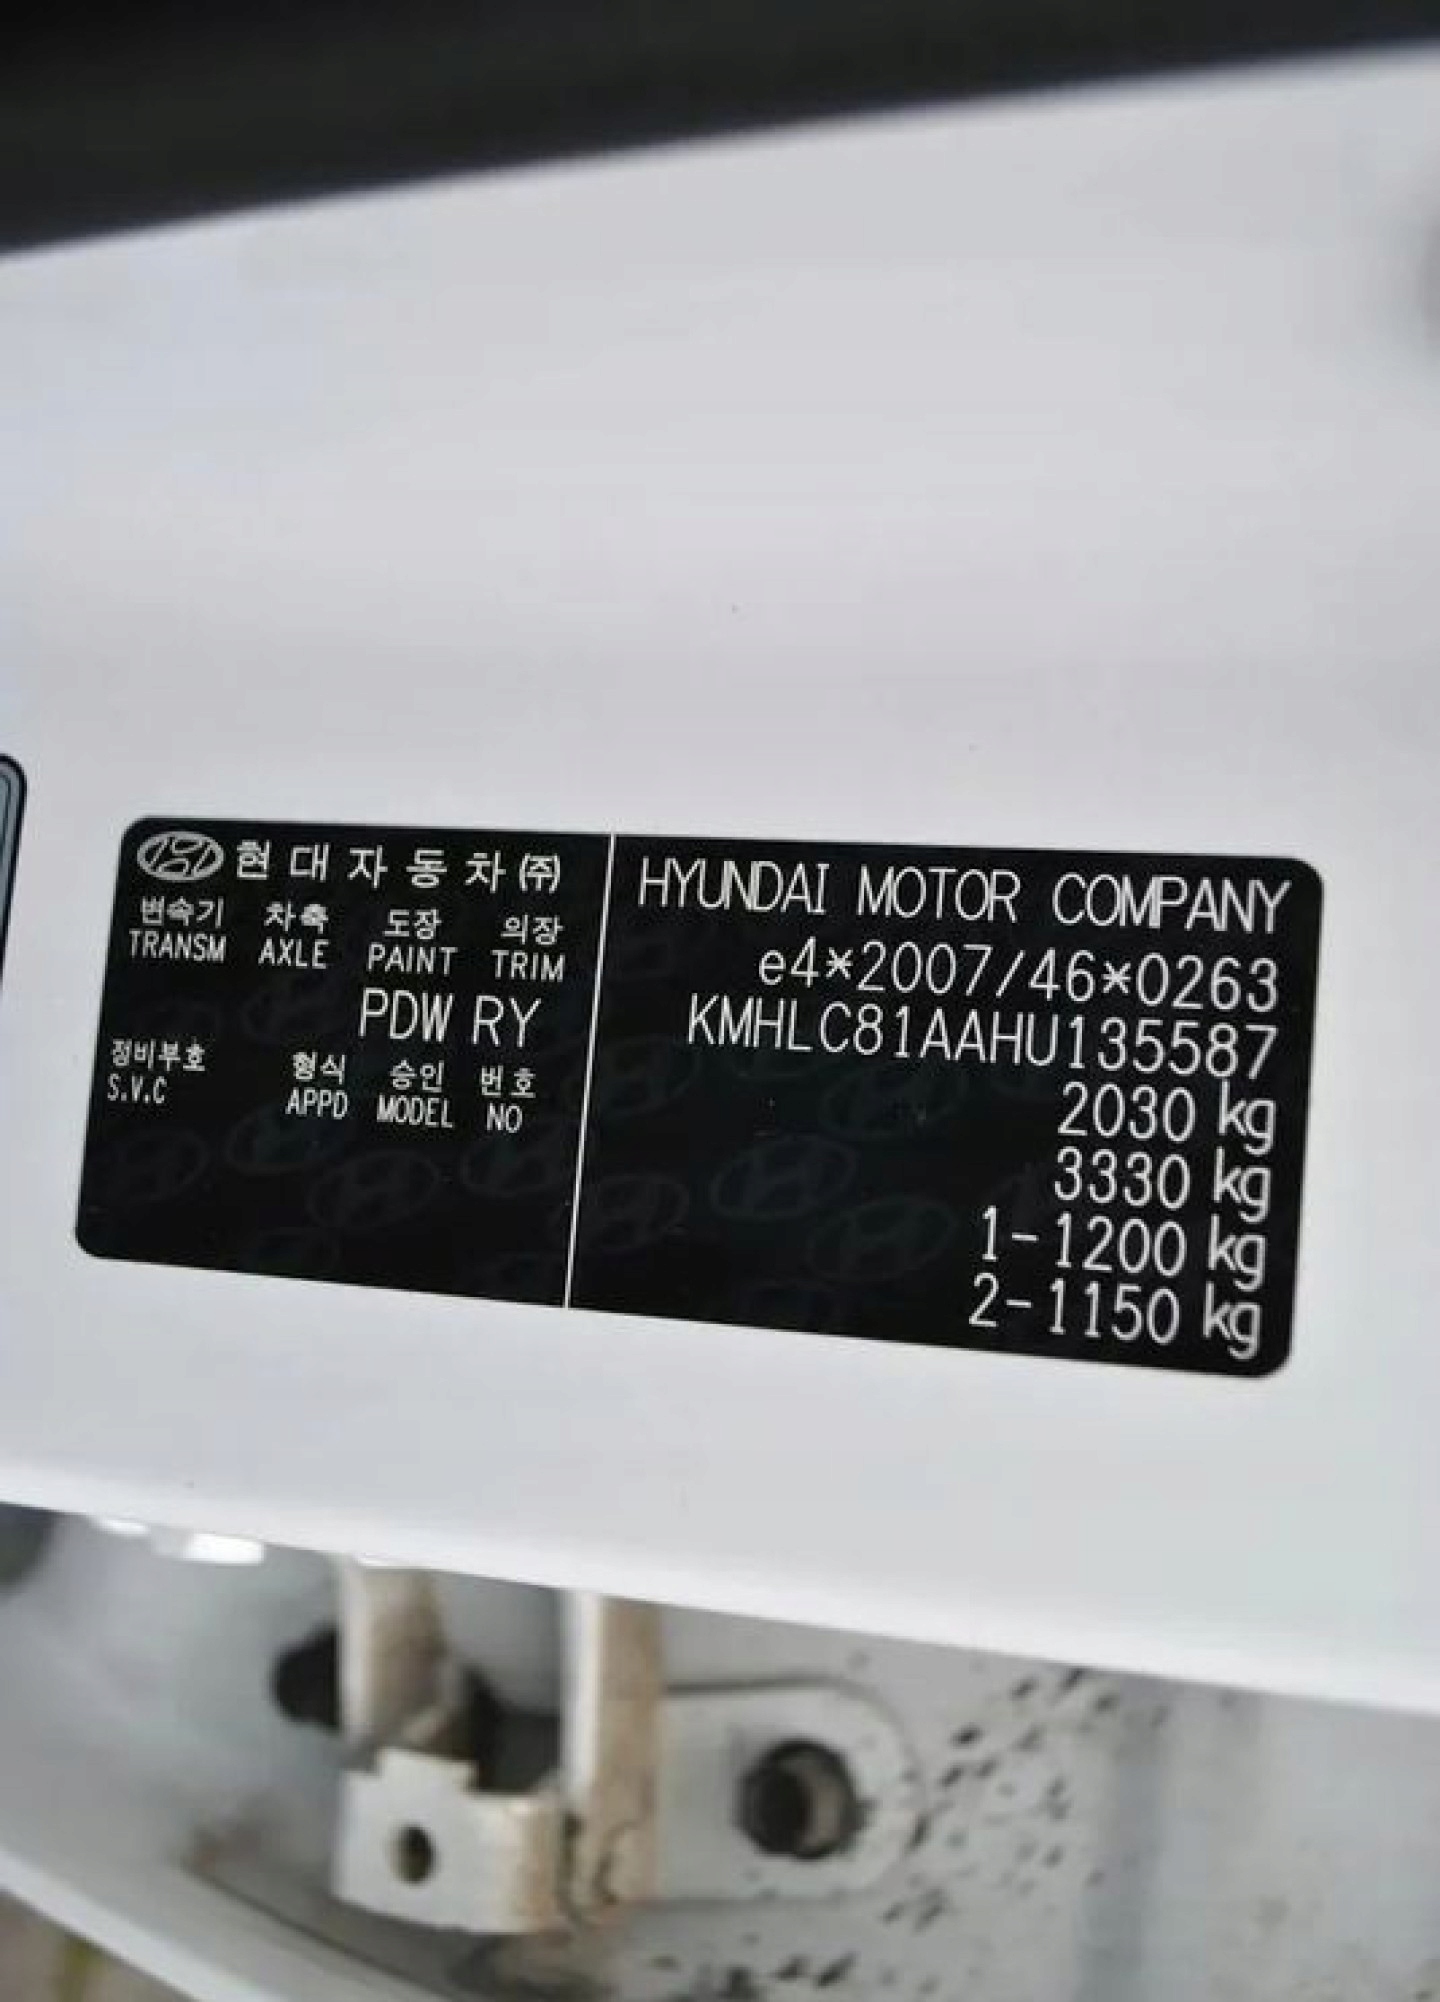 현대자동차(주)
변속기 차축 도장 의장
TRANSM AXLE PAINT TRIM
PDW RY
정비부호 형식 승인 번호
S.V.C APPD MODEL NO
HYUNDAI MOTOR COMPANY
e4*2007/46*0263
KMHLC81AAHU135587
2030 kg
3330 kg
1-1200 kg
2-1150 kg